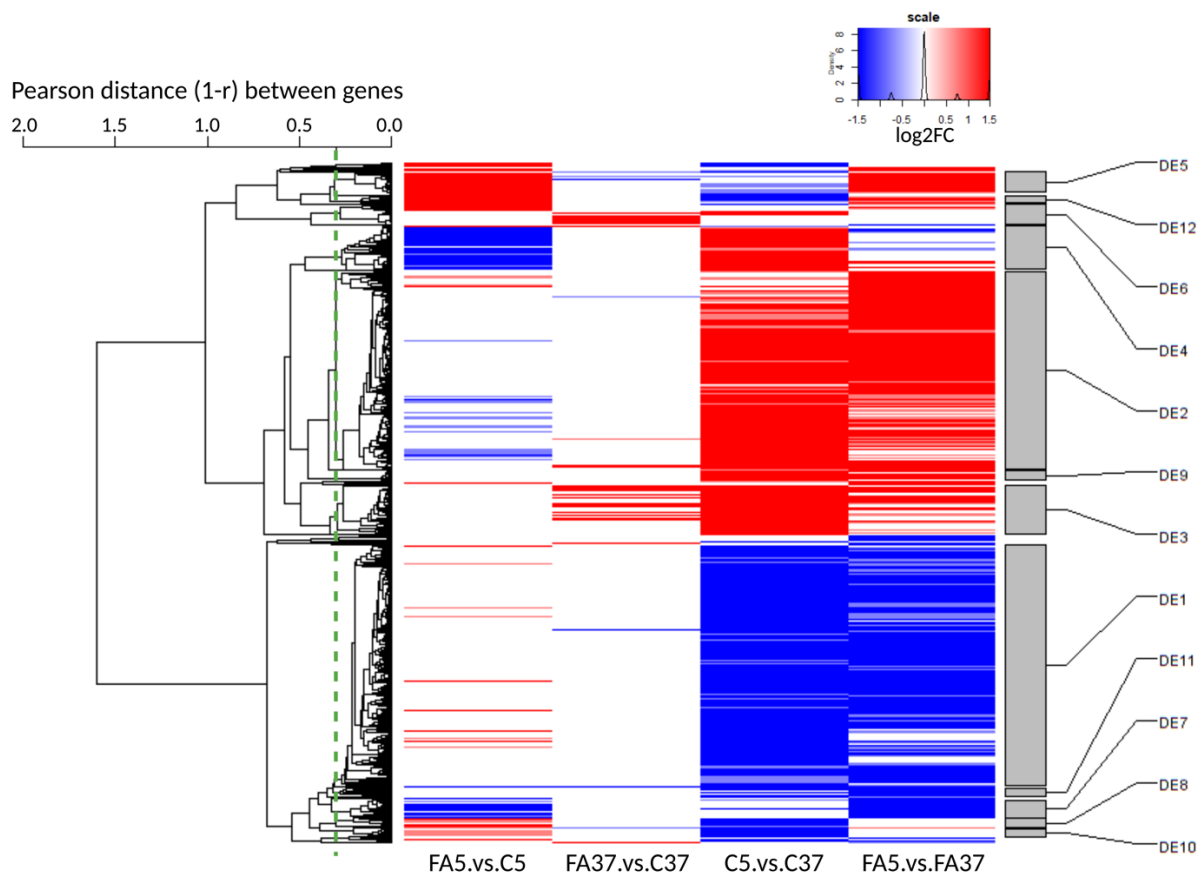 scale
Density
8
6
4
2
0
-1.5 -0.5 0.5 1 1.5
log2FC
Pearson distance (1-r) between genes
2.0 1.5 1.0 0.5 0.0
DE5
DE12
DE6
DE4
DE2
DE9
DE3
DE1
DE11
DE7
DE8
DE10
FA5.vs.C5 FA37.vs.C37 C5.vs.C37 FA5.vs.FA37